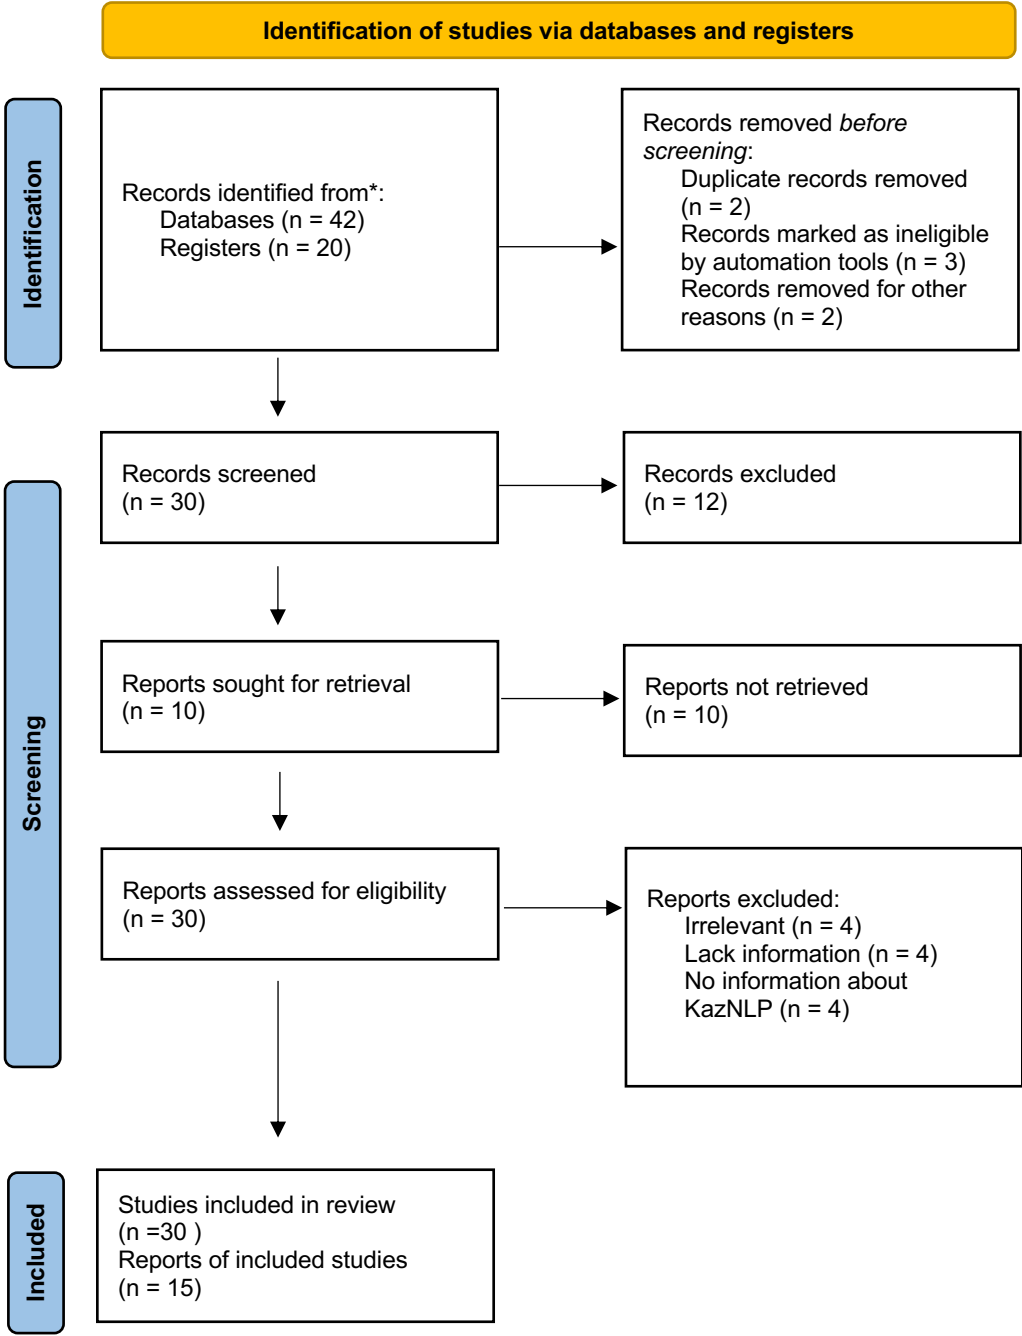 Identification of studies via databases and registers
Identification
Records identified from*:
Databases (n = 42)
Registers (n = 20)
Records removed before
screening:
Duplicate records removed
(n = 2)
Records marked as ineligible
by automation tools (n = 3)
Records removed for other
reasons (n = 2)
Screening
Records screened
(n = 30)
Records excluded
(n = 12)
Reports sought for retrieval
(n = 10)
Reports not retrieved
(n = 10)
Reports assessed for eligibility
(n = 30)
Reports excluded:
Irrelevant (n = 4)
Lack information (n = 4)
No information about
KazNLP (n = 4)
Included
Studies included in review
(n =30 )
Reports of included studies
(n = 15)